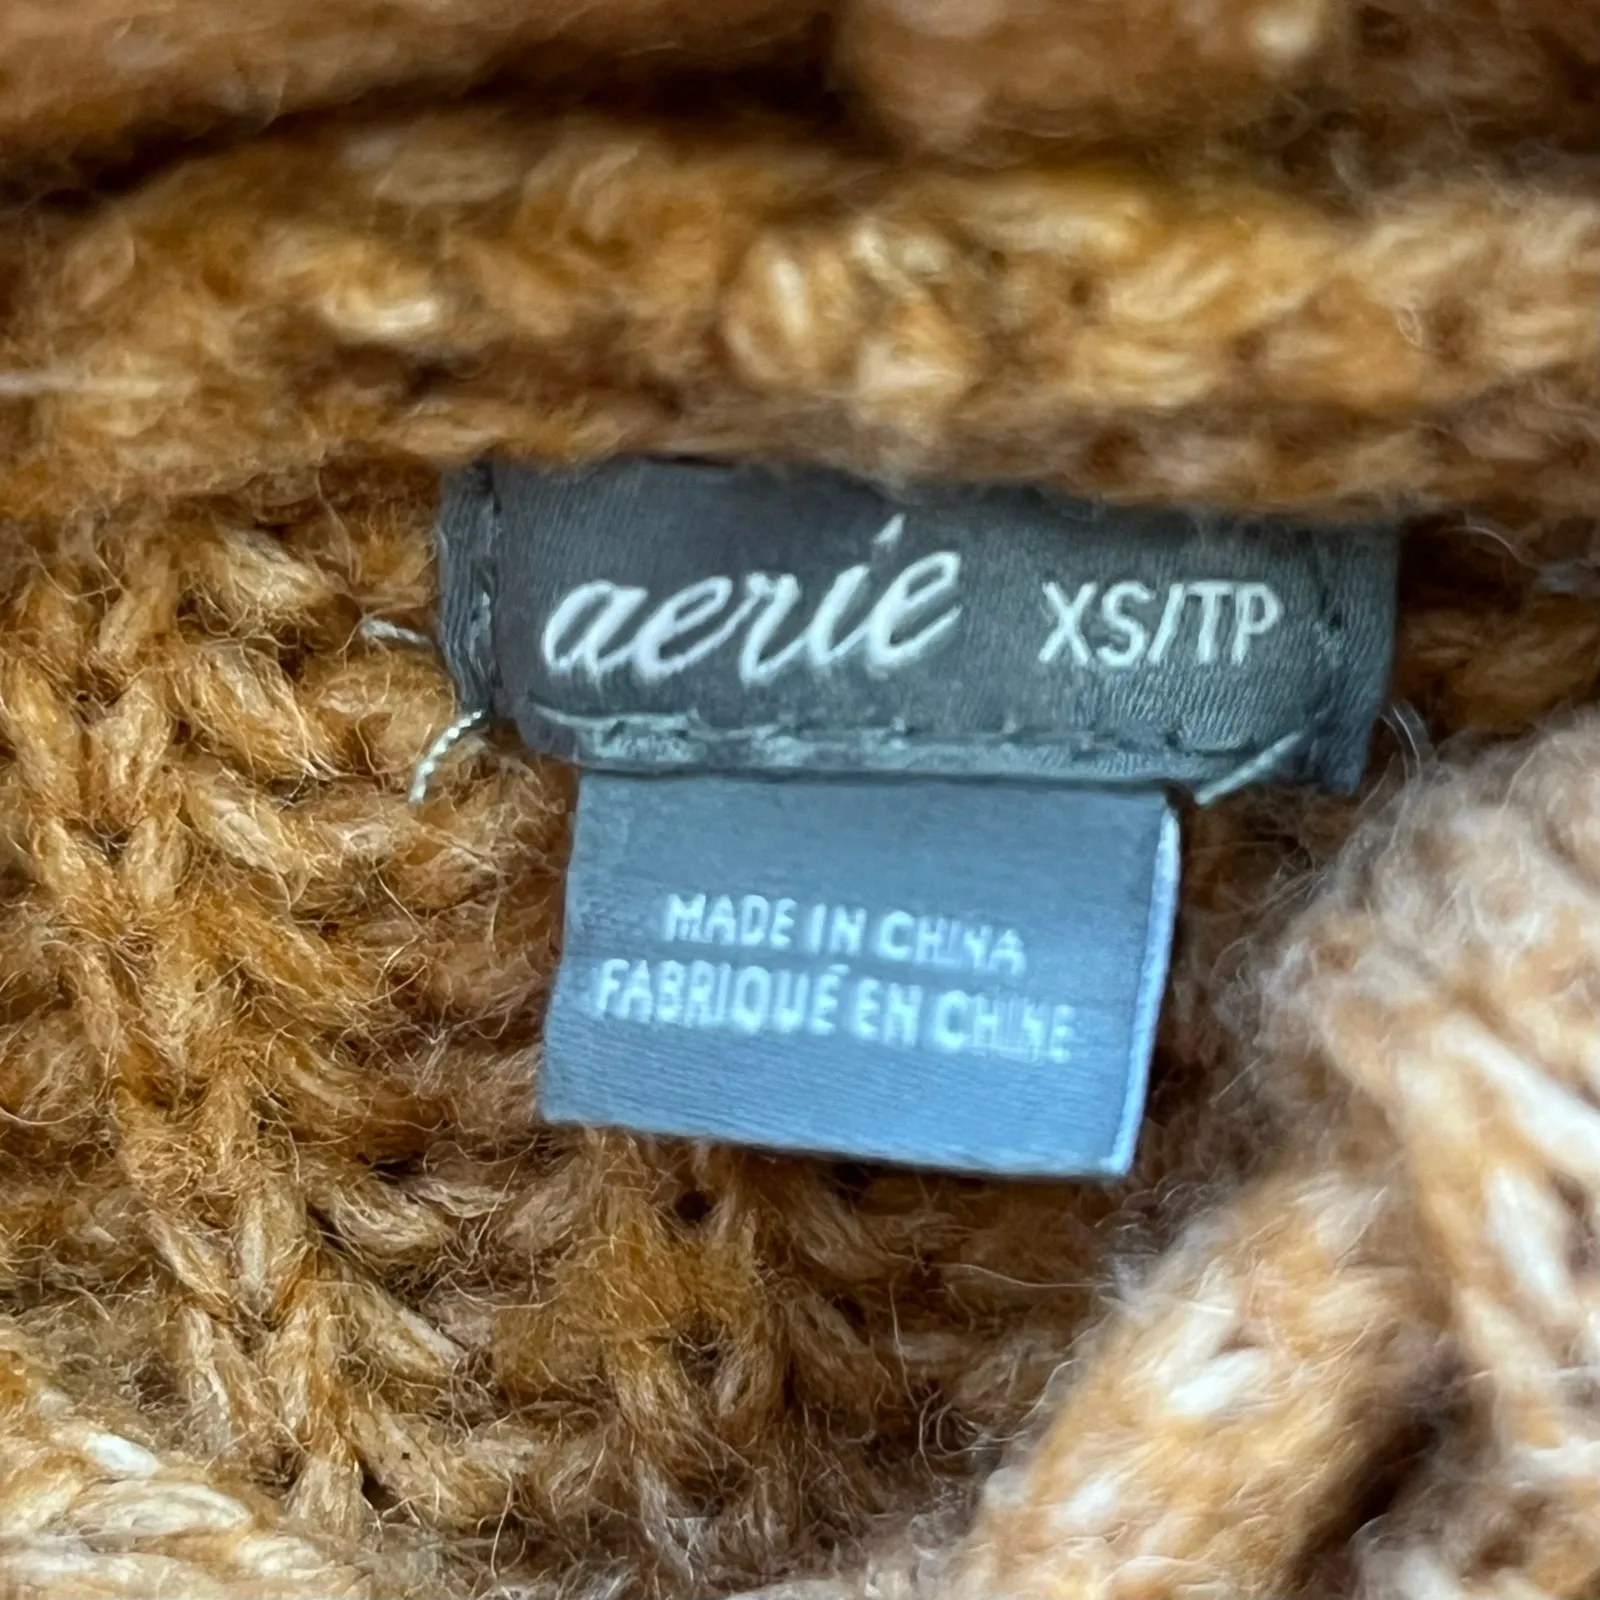 aerie XS/TP
MADE IN CHINA
FABRIQUÉ EN CHINE